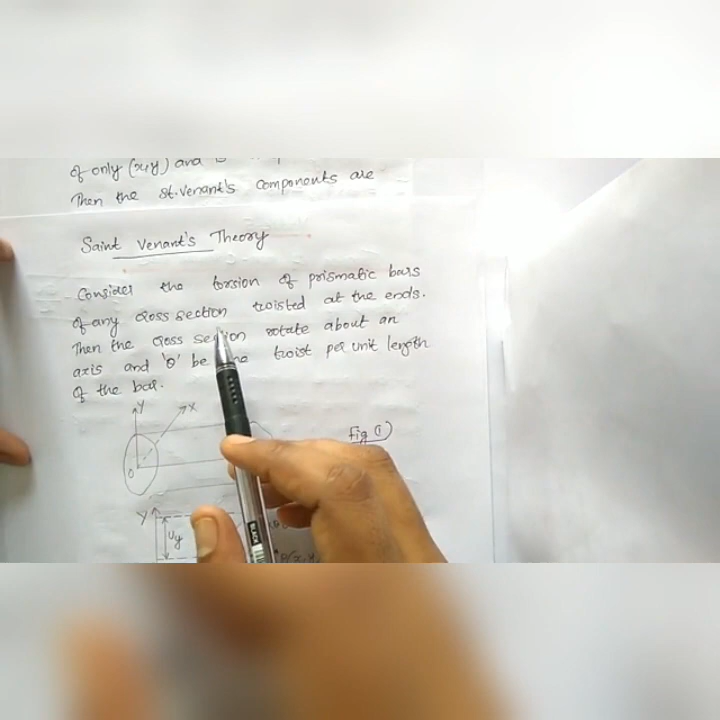 of only (x,y) and
Then the St.Venant's components are
Saint Venant's Theory
Consider the torsion of prismatic bars
of any cross section twisted at the ends.
Then the cross section rotate about an
axis and 'θ' be the twist per unit length
of the bar.
Y X
Fig ①
O
Y
Uy
BLACK